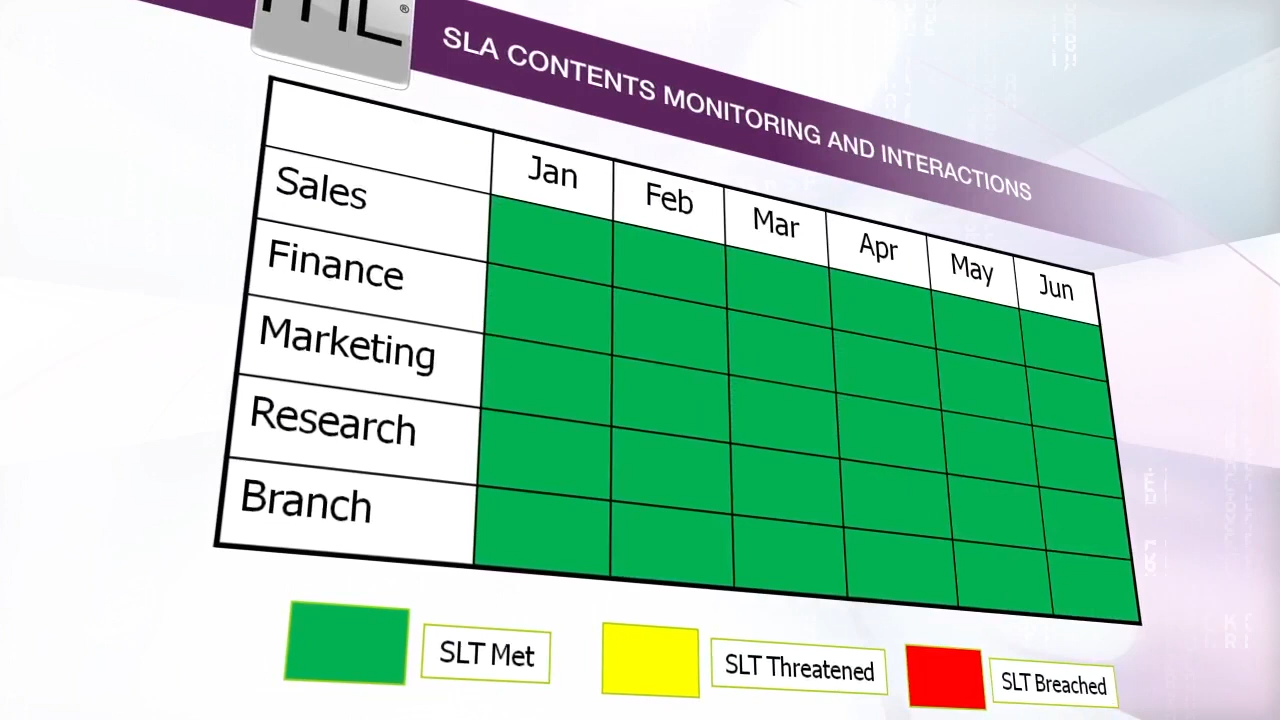 ®
SLA CONTENTS MONITORING AND INTERACTIONS
Jan Feb Mar Apr May Jun
Sales
Finance
Marketing
Research
Branch
SLT Met
SLT Threatened
SLT Breached